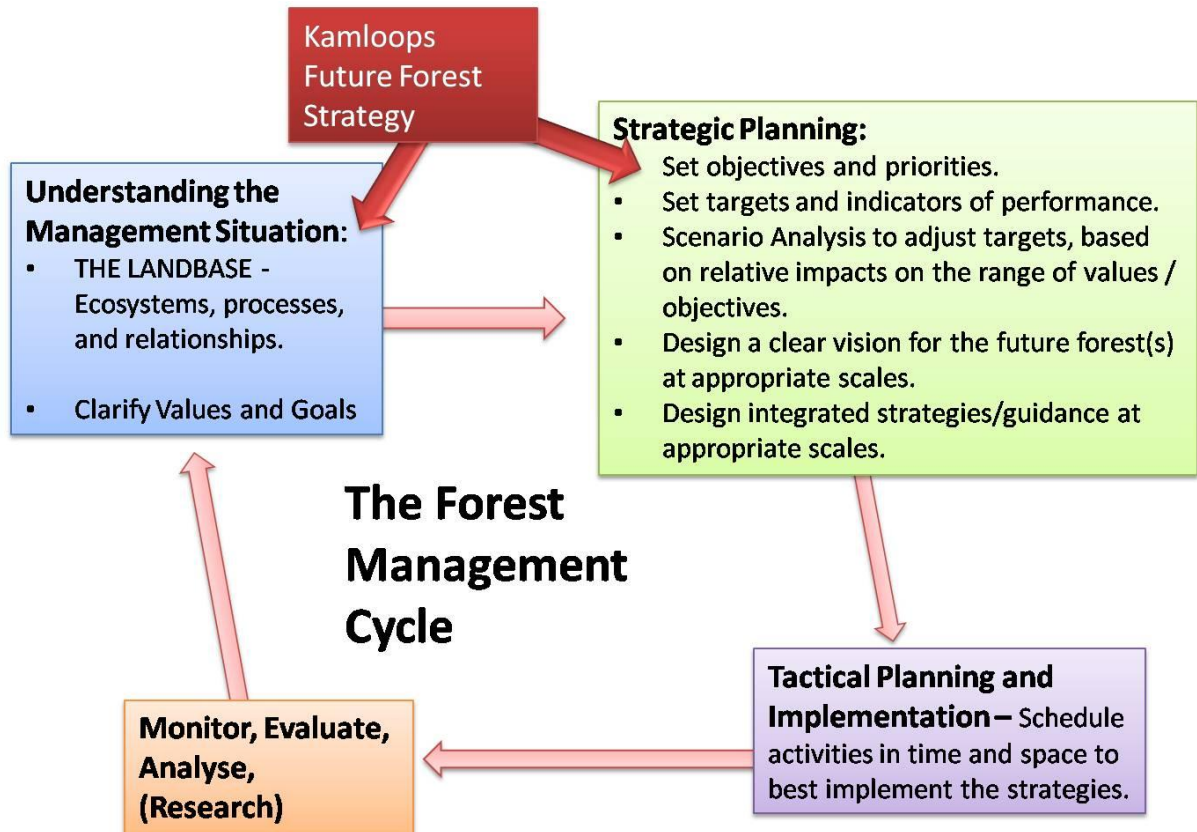 Kamloops
Future Forest
Strategy
Understanding the
Management Situation:
• THE LANDBASE -
Ecosystems, processes,
and relationships.
• Clarify Values and Goals
Strategic Planning:
Set objectives and priorities.
• Set targets and indicators of performance.
• Scenario Analysis to adjust targets, based
on relative impacts on the range of values /
objectives.
• Design a clear vision for the future forest(s)
at appropriate scales.
• Design integrated strategies/guidance at
appropriate scales.
The Forest
Management
Cycle
Tactical Planning and
Implementation – Schedule
activities in time and space to
best implement the strategies.
Monitor, Evaluate,
Analyse,
(Research)